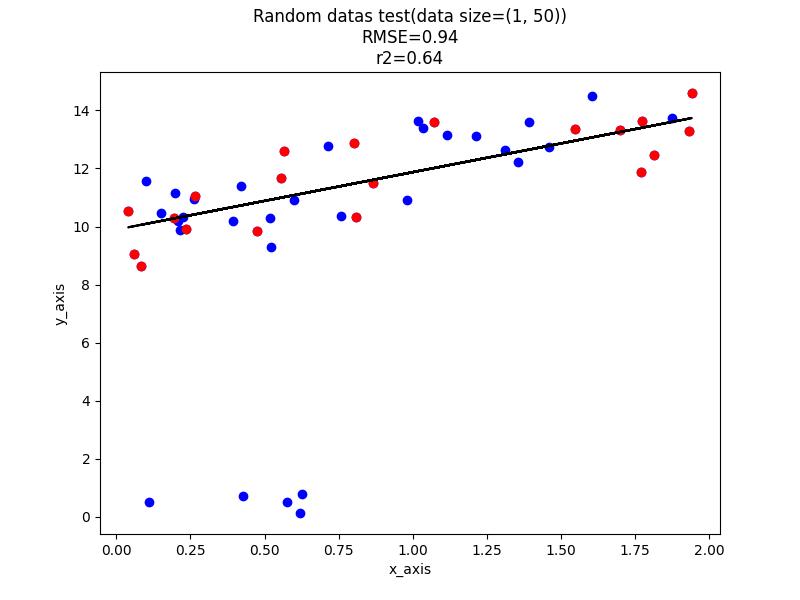 Random datas test(data size=(1, 50))
RMSE=0.94
r2=0.64
14
12
10
8
6
4
2
0
y_axis
0.00 0.25 0.50 0.75 1.00 1.25 1.50 1.75 2.00
x_axis